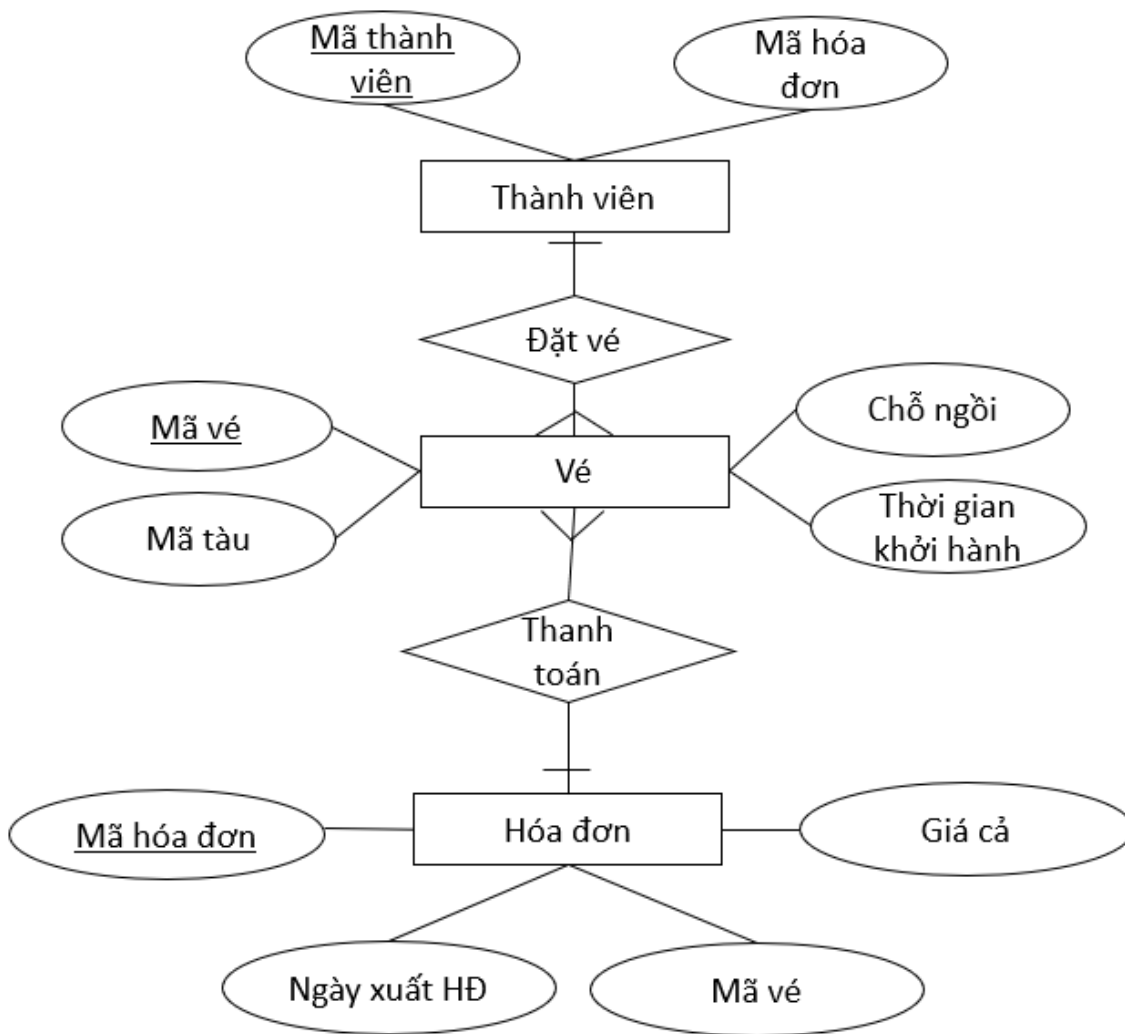 Mã thành
viên
Mã hóa
đơn
Thành viên
Đặt vé
Mã vé
Chỗ ngồi
Vé
Mã tàu
Thời gian
khởi hành
Thanh
toán
Mã hóa đơn
Hóa đơn
Giá cả
Ngày xuất HĐ
Mã vé